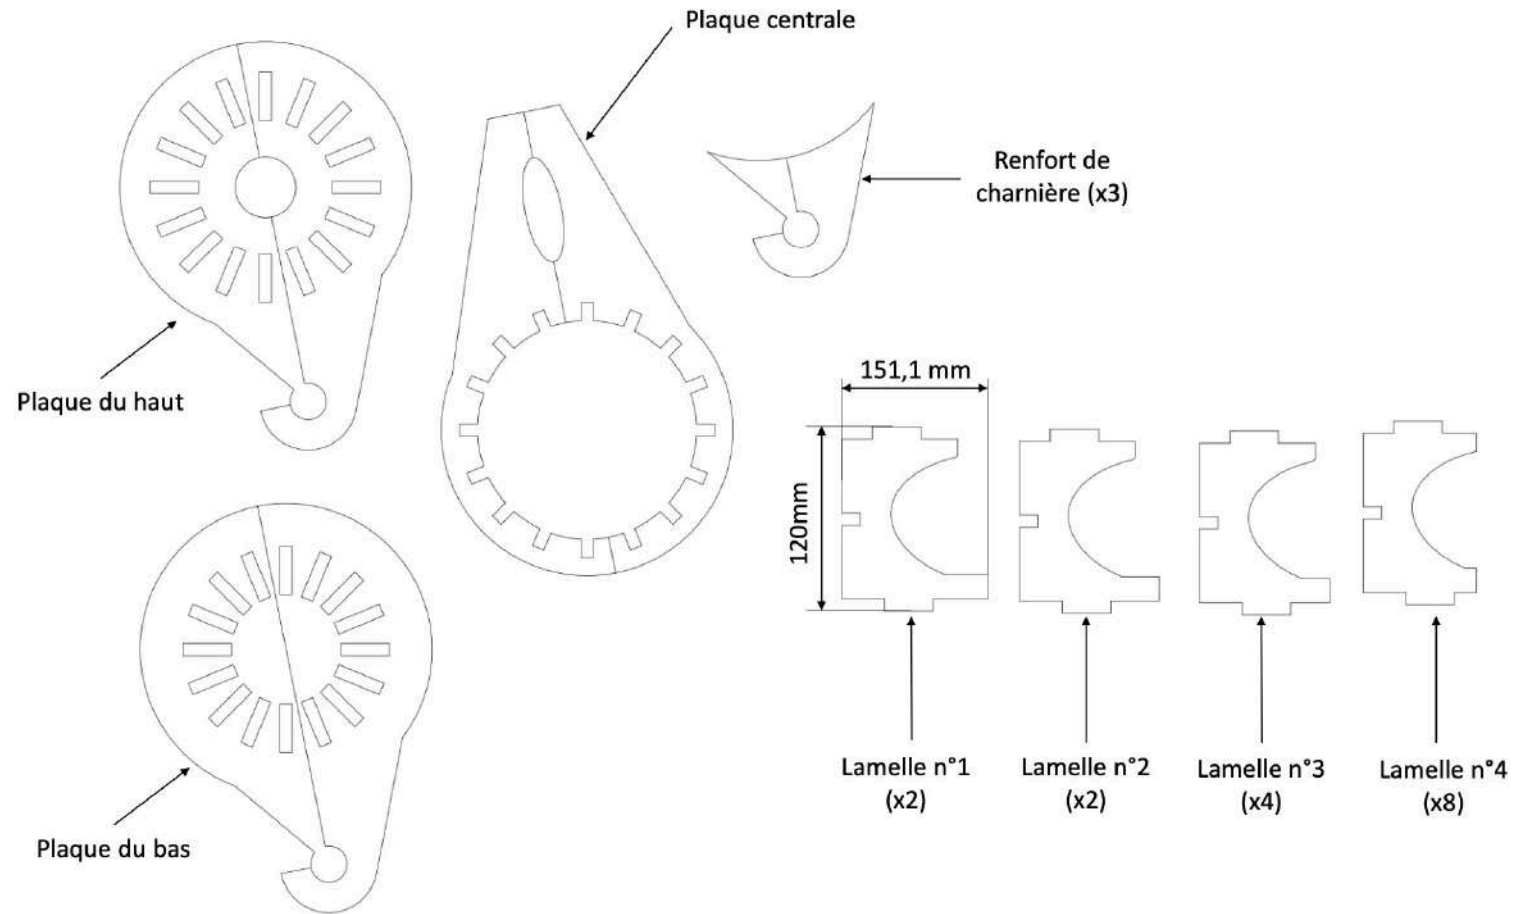 Plaque centrale
Renfort de
charnière (x3)
Plaque du haut
151,1 mm
120mm
Plaque du bas
Lamelle n°1
(x2)
Lamelle n°2
(x2)
Lamelle n°3
(x4)
Lamelle n°4
(x8)